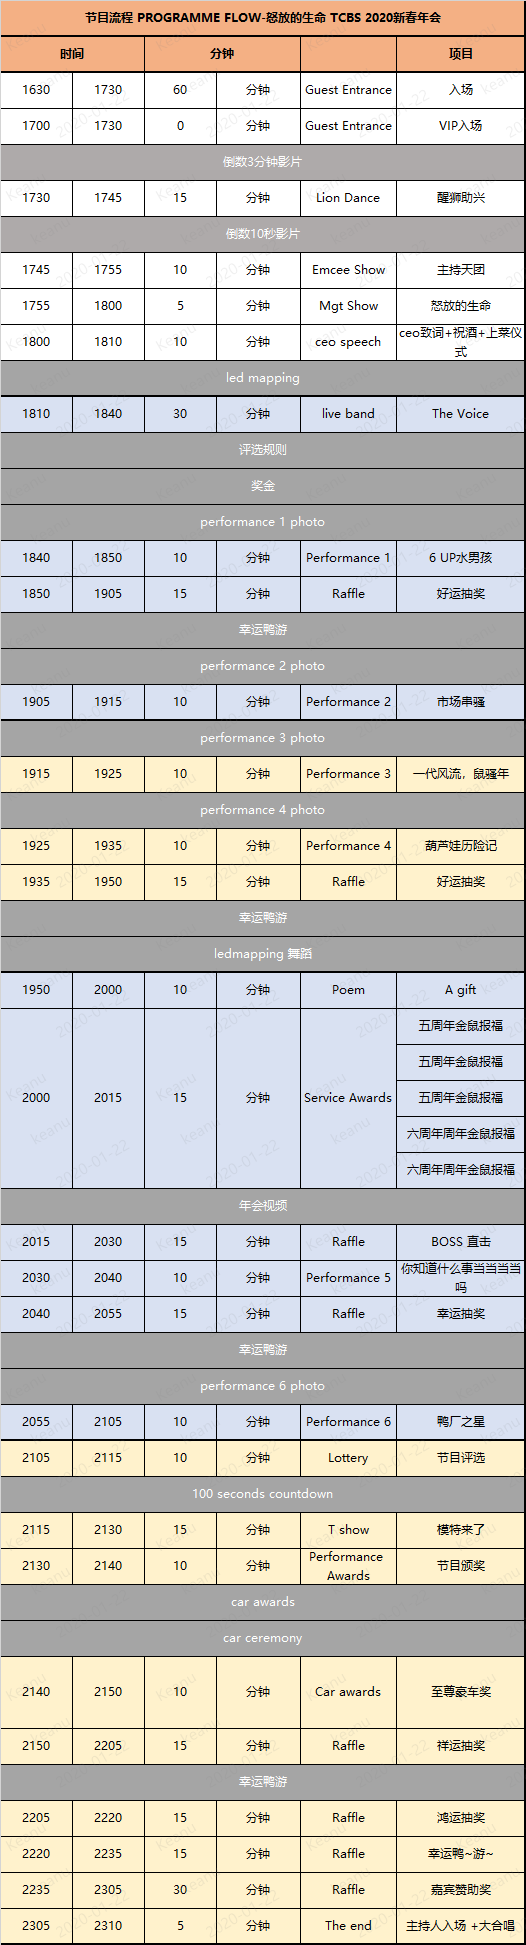 节目流程 PROGRAMME FLOW-怒放的生命 TCBS 2020新春年会
时间 分钟 项目
1630 1730 60 分钟 Guest Entrance 入场
1700 1730 0 分钟 Guest Entrance VIP入场
倒数3分钟影片
1730 1745 15 分钟 Lion Dance 醒狮助兴
倒数10秒影片
1745 1755 10 分钟 Emcee Show 主持天团
1755 1800 5 分钟 Mgt Show 怒放的生命
1800 1810 10 分钟 ceo speech ceo致词+祝酒+上菜仪
式
led mapping
1810 1840 30 分钟 live band The Voice
评选规则
奖金
performance 1 photo
1840 1850 10 分钟 Performance 1 6 UP水男孩
1850 1905 15 分钟 Raffle 好运抽奖
幸运鸭游
performance 2 photo
1905 1915 10 分钟 Performance 2 市场串骚
performance 3 photo
1915 1925 10 分钟 Performance 3 一代风流，鼠骚年
performance 4 photo
1925 1935 10 分钟 Performance 4 葫芦娃历险记
1935 1950 15 分钟 Raffle 好运抽奖
幸运鸭游
ledmapping 舞蹈
1950 2000 10 分钟 Poem A gift
2000 2015 15 分钟 Service Awards 五周年金鼠报福
五周年金鼠报福
五周年金鼠报福
六周年周年金鼠报福
六周年周年金鼠报福
年会视频
2015 2030 15 分钟 Raffle BOSS 直击
2030 2040 10 分钟 Performance 5 你知道什么事当当当当
吗
2040 2055 15 分钟 Raffle 幸运抽奖
幸运鸭游
performance 6 photo
2055 2105 10 分钟 Performance 6 鸭厂之星
2105 2115 10 分钟 Lottery 节目评选
100 seconds countdown
2115 2130 15 分钟 T show 模特来了
2130 2140 10 分钟 Performance 节目颁奖
Awards
car awards
car ceremony
2140 2150 10 分钟 Car awards 至尊豪车奖
2150 2205 15 分钟 Raffle 祥运抽奖
幸运鸭游
2205 2220 15 分钟 Raffle 鸿运抽奖
2220 2235 15 分钟 Raffle 幸运鸭~游~
2235 2305 30 分钟 Raffle 嘉宾赞助奖
2305 2310 5 分钟 The end 主持人入场 +大合唱